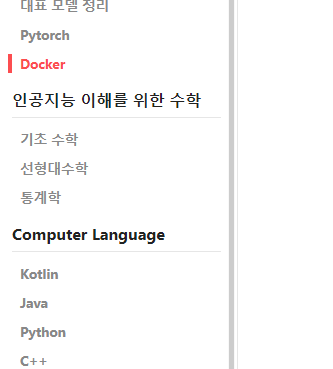 대표 모델 정리
Pytorch
Docker
인공지능 이해를 위한 수학
기초 수학
선형대수학
통계학
Computer Language
Kotlin
Java
Python
C++